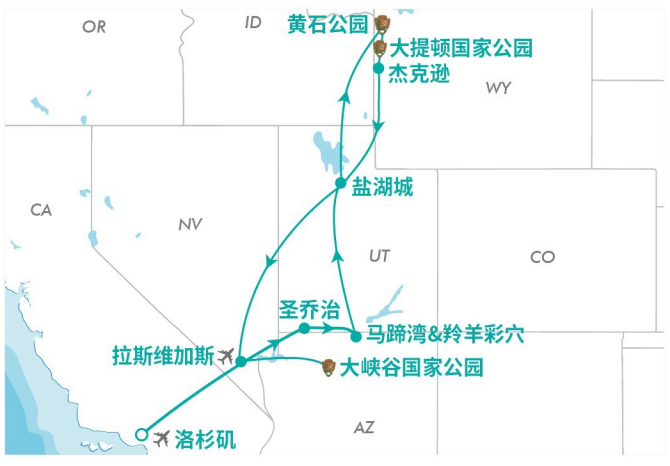 OR
ID
黄石公园
大提顿国家公园
杰克逊
WY
盐湖城
CA
NV
UT
CO
圣乔治
马蹄湾&羚羊彩穴
拉斯维加斯
大峡谷国家公园
洛杉矶
AZ